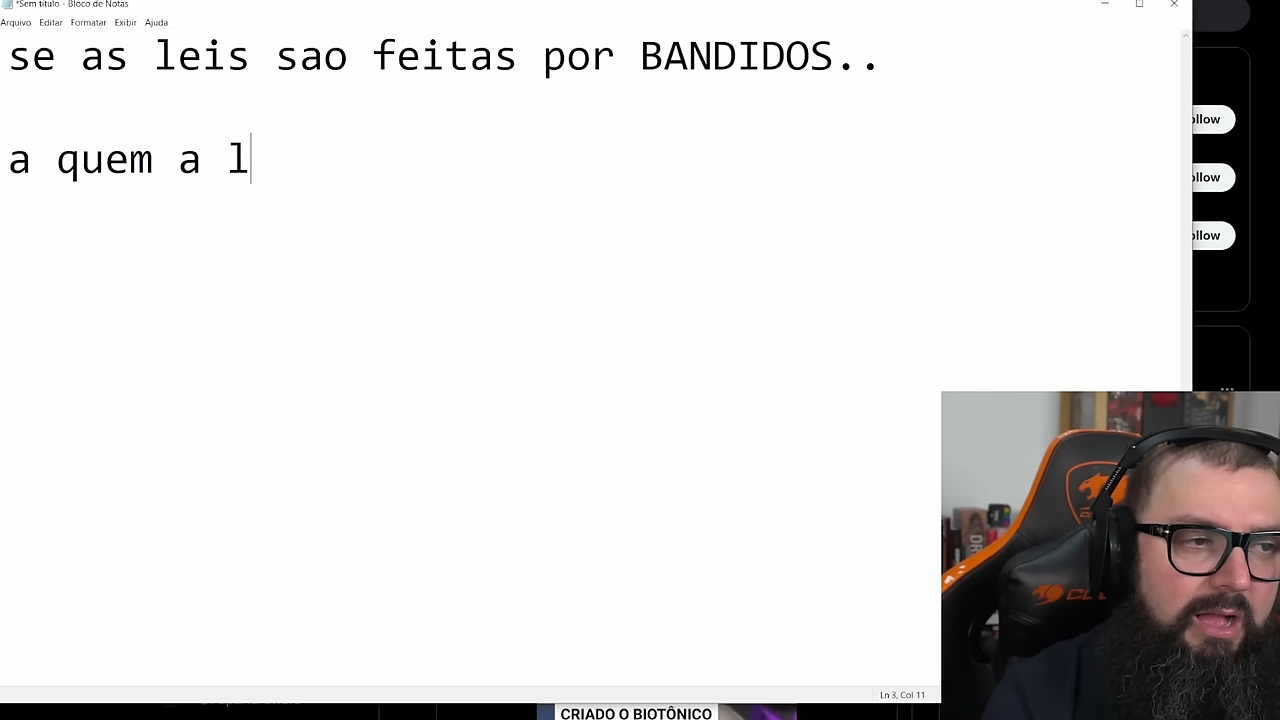 *Sem título - Bloco de Notas
Arquivo Editar Formatar Exibir Ajuda
se as leis sao feitas por BANDIDOS..
a quem a l
ollow
ollow
ollow
Ln 3, Col 11
CRIADO O BIOTÔNICO